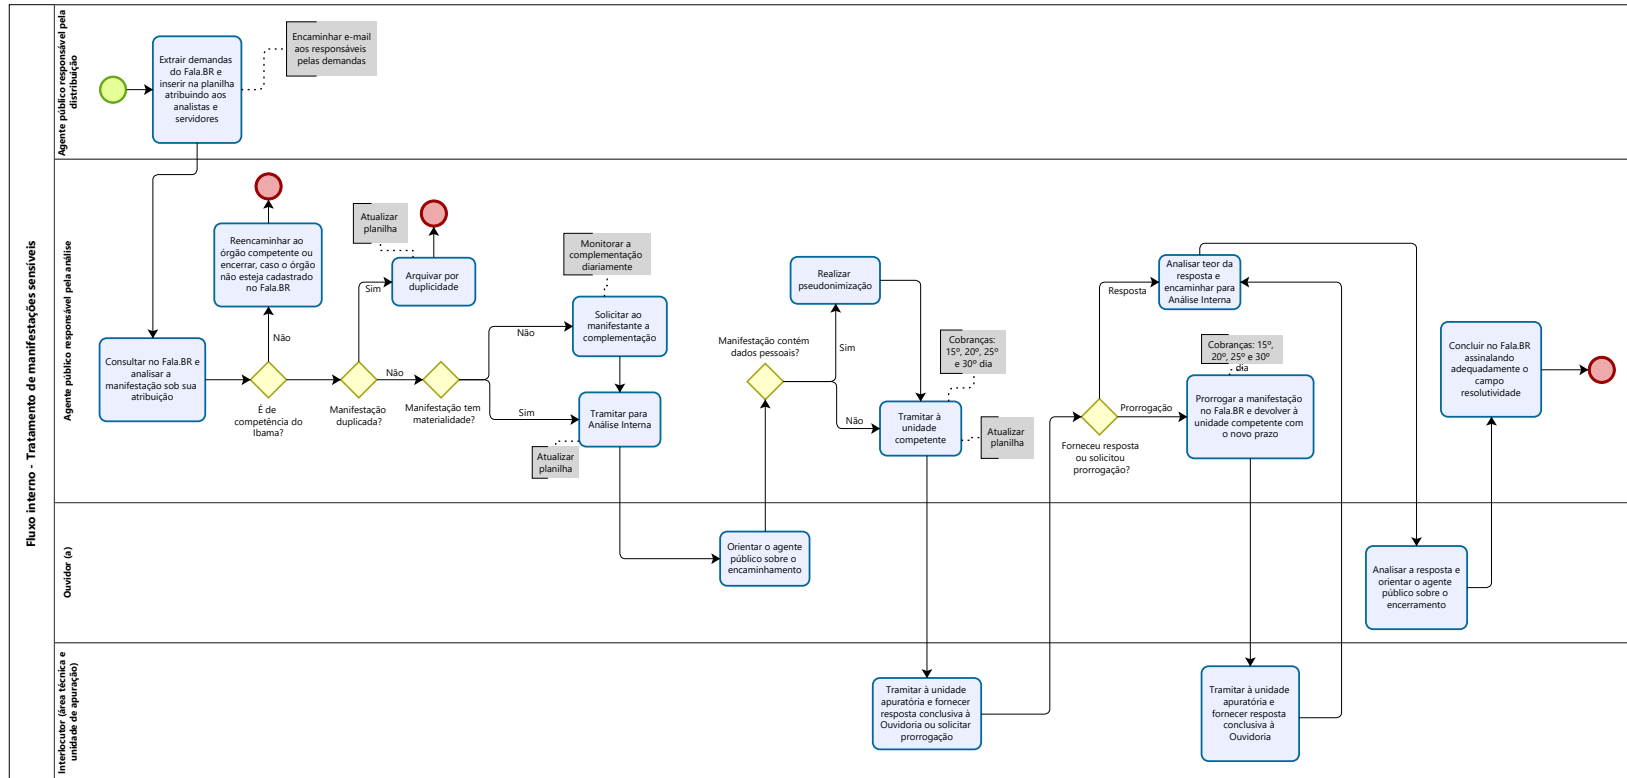 Fluxo interno - Tratamento de manifestações sensíveis
Agente público responsável pela
distribuição
Extrair demandas
do Fala.BR e
inserir na planilha
atribuindo aos
analistas e
servidores
Encaminhar e-mail
aos responsáveis
pelas demandas
Agente público responsável pela análise
Consultar no Fala.BR e
analisar a
manifestação sob sua
atribuição
Reencaminhar ao
órgão competente ou
encerrar, caso o órgão
não esteja cadastrado
no Fala.BR
Não
É de
competência do
Ibama?
Atualizar
planilha
Arquivar por
duplicidade
Sim
Manifestação
duplicada?
Não
Manifestação tem
materialidade?
Não
Sim
Monitorar a
complementação
diariamente
Solicitar ao
manifestante a
complementação
Tramitar para
Análise Interna
Atualizar
planilha
Manifestação contém
dados pessoais?
Sim
Não
Realizar
pseudonimização
Cobranças:
15º, 20º, 25º
e 30º dia
Tramitar à
unidade
competente
Atualizar
planilha
Forneceu resposta
ou solicitou
prorrogação?
Resposta
Prorrogação
Analisar teor da
resposta e
encaminhar para
Análise Interna
Cobranças: 15º,
20º, 25º e 30º
dia
Prorrogar a manifestação
no Fala.BR e devolver à
unidade competente com
o novo prazo
Concluir no Fala.BR
assinalando
adequadamente o
campo
resolutividade
Ouvidor (a)
Orientar o agente
público sobre o
encaminhamento
Analisar a resposta e
orientar o agente
público sobre o
encerramento
Interlocutor (área técnica e
unidade de apuração)
Tramitar à unidade
apuratória e fornecer
resposta conclusiva à
Ouvidoria ou solicitar
prorrogação
Tramitar à unidade
apuratória e
fornecer resposta
conclusiva à
Ouvidoria